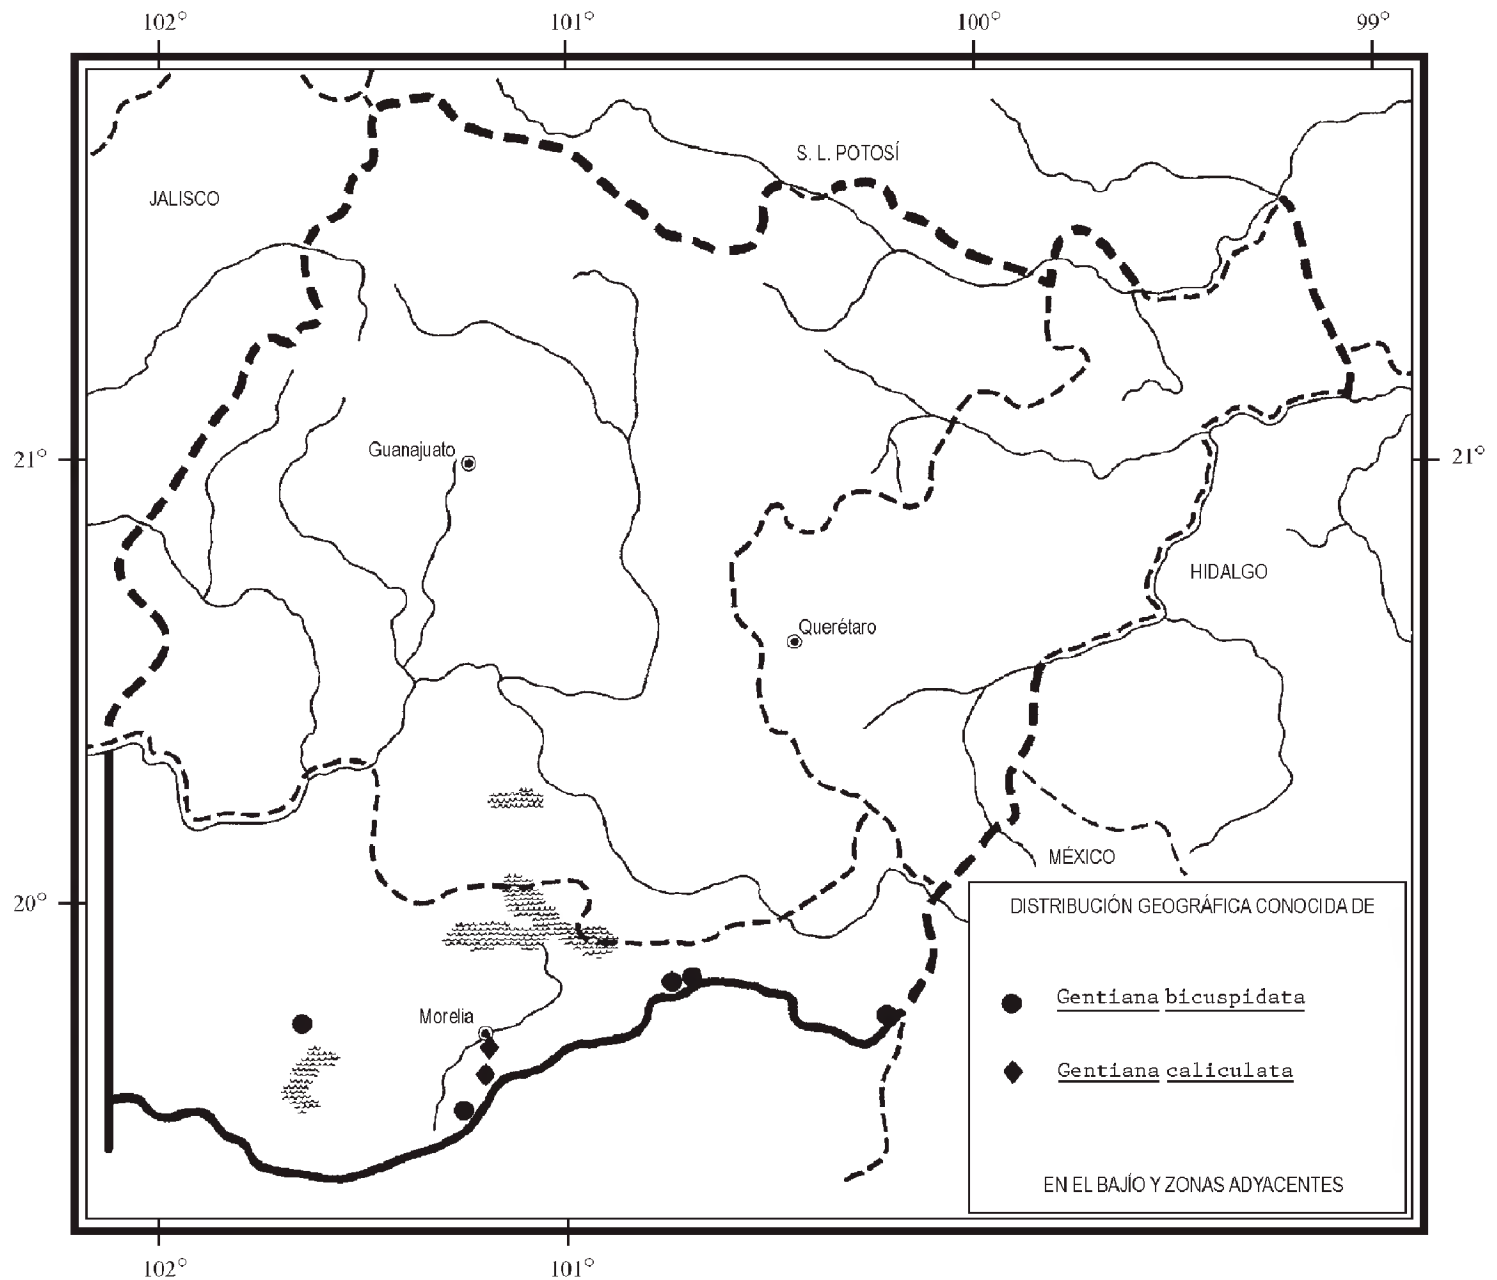 102° 101° 100° 99°
S. L. POTOSÍ
JALISCO
Guanajuato
21° 21°
HIDALGO
Querétaro
MÉXICO
20°
DISTRIBUCIÓN GEOGRÁFICA CONOCIDA DE
Gentiana bicuspidata
Morelia
Gentiana caliculata
EN EL BAJÍO Y ZONAS ADYACENTES
102° 101°